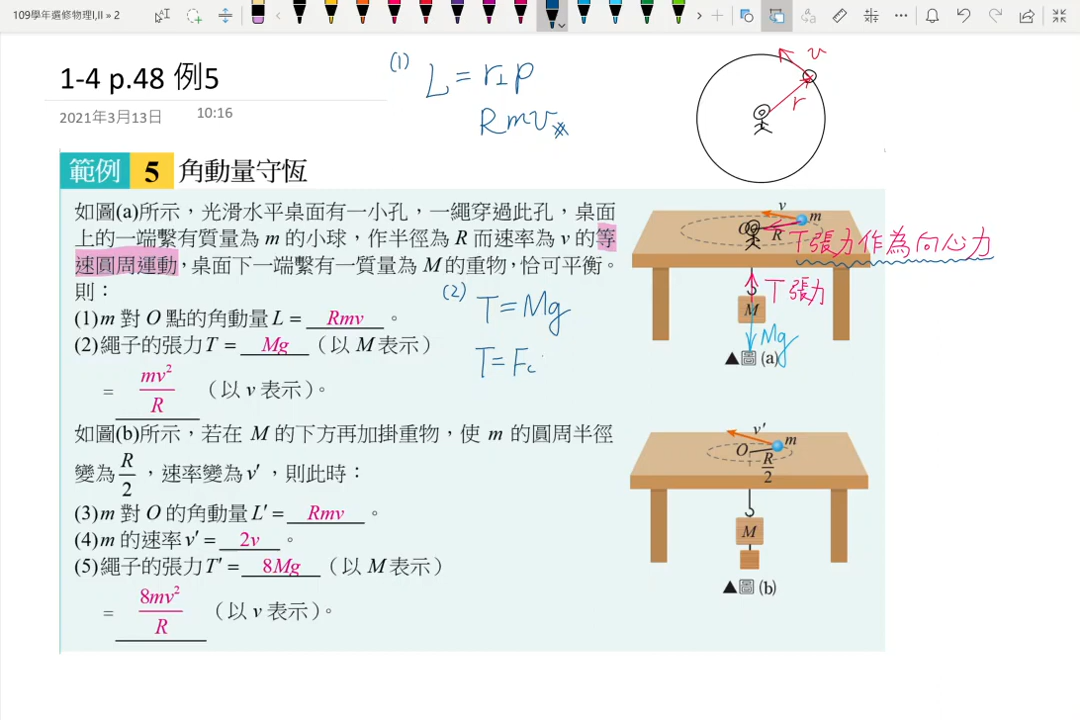 109學年選修物理I,II » 2
1-4 p.48 例5
2021年3月13日 10:16
(1) L = r⊥ p
Rmv※
v
r
範例 5 角動量守恆
如圖(a)所示，光滑水平桌面有一小孔，一繩穿過此孔，桌面
上的一端繫有質量為 m 的小球，作半徑為 R 而速率為 v 的等
速圓周運動，桌面下一端繫有一質量為 M 的重物，恰可平衡。
則：
(1) m 對 O 點的角動量 L = Rmv 。
(2) 繩子的張力 T = Mg （以 M 表示）
= mv²/R （以 v 表示）。
(2) T = Mg
T = Fc
v
m
O
R
T張力作為向心力
T張力
M
Mg
▲圖(a)
如圖(b)所示，若在 M 的下方再加掛重物，使 m 的圓周半徑
變為 R/2，速率變為 v′，則此時：
(3) m 對 O 的角動量 L′ = Rmv 。
(4) m 的速率 v′ = 2v 。
(5) 繩子的張力 T′ = 8Mg （以 M 表示）
= 8mv²/R （以 v 表示）。
v′
m
O
R/2
M
▲圖(b)